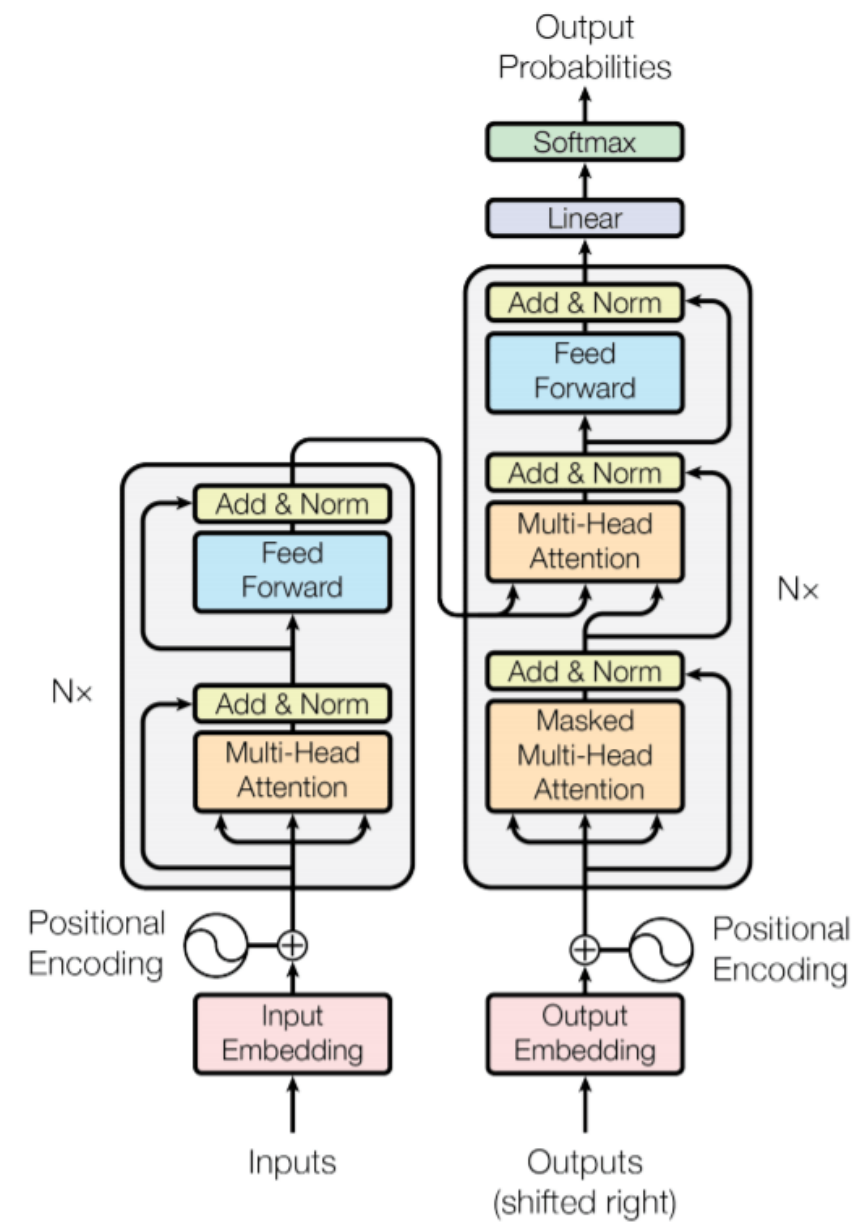 Output
Probabilities
Softmax
Linear
Add & Norm
Feed
Forward
Add & Norm
Multi-Head
Attention
Nx
Add & Norm
Masked
Multi-Head
Attention
Add & Norm
Feed
Forward
Nx
Add & Norm
Multi-Head
Attention
Positional
Encoding
Positional
Encoding
Input
Embedding
Output
Embedding
Inputs
Outputs
(shifted right)